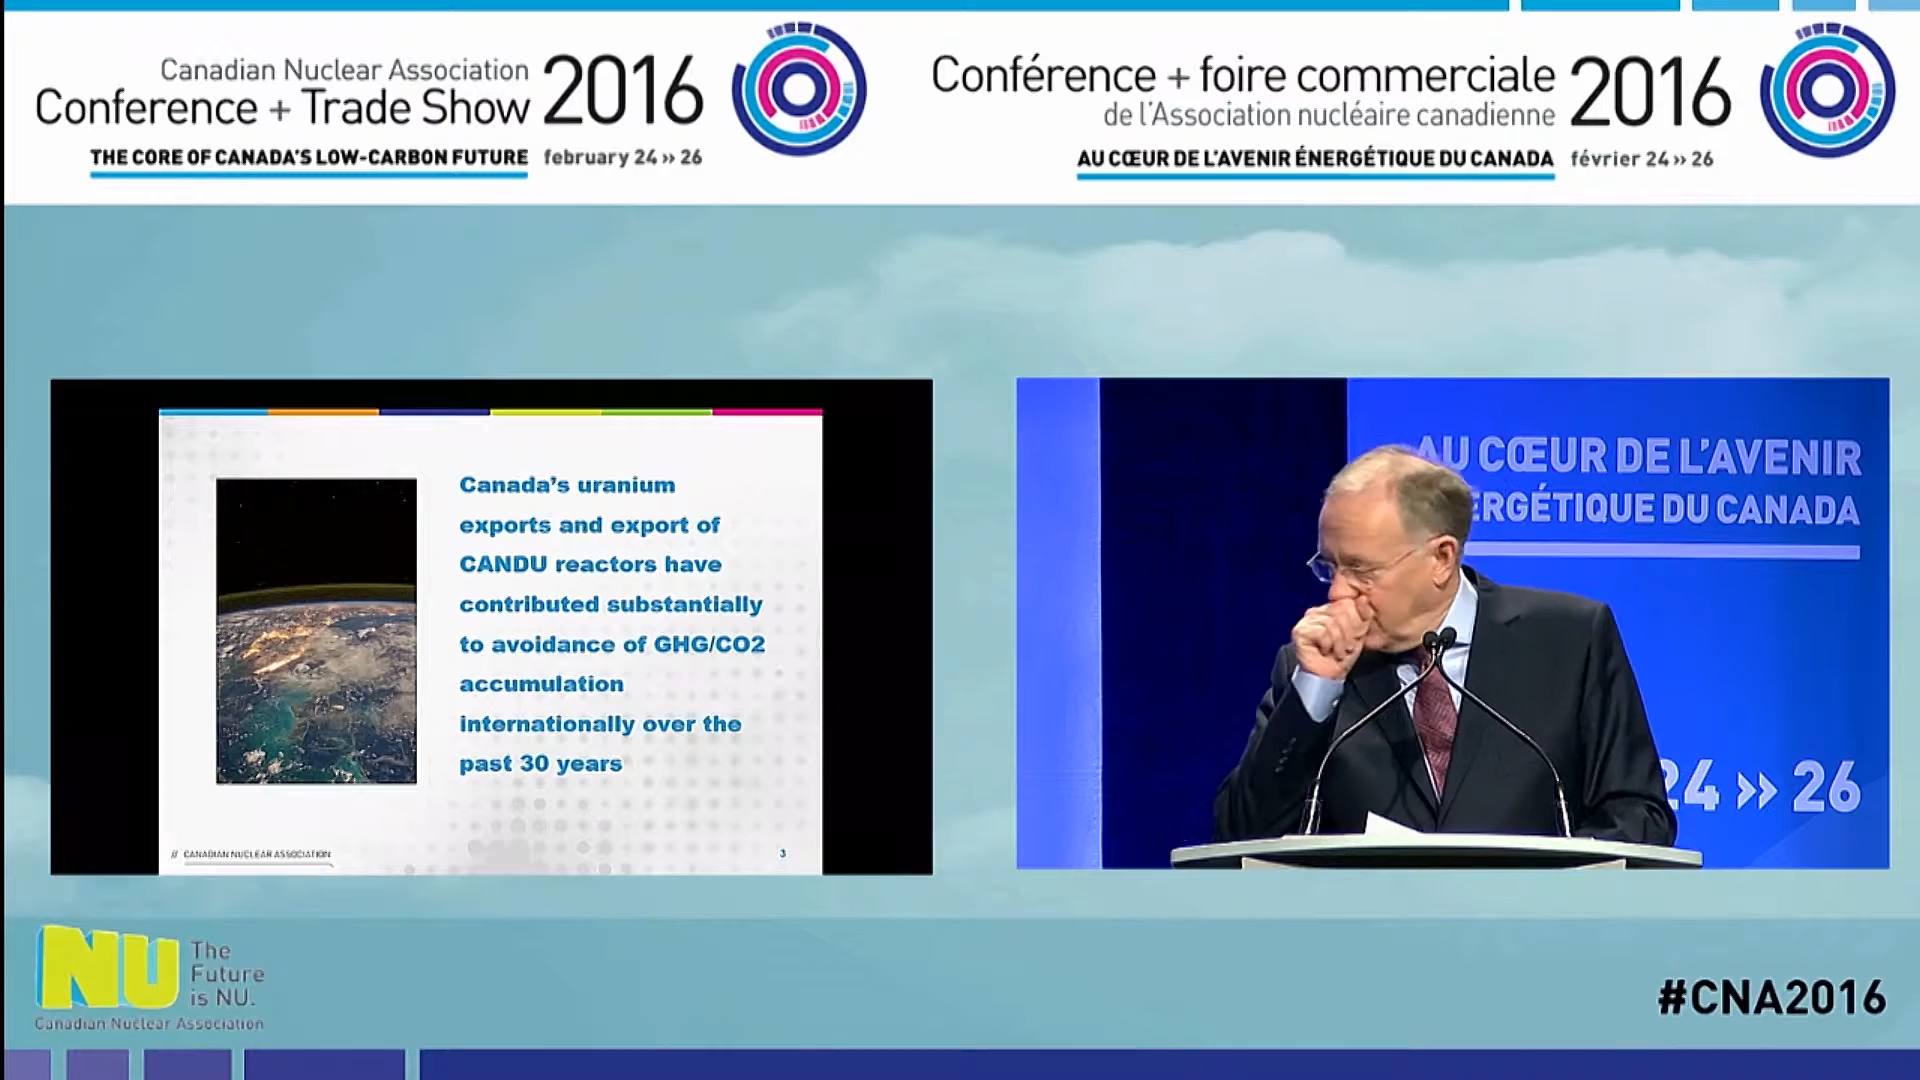 Canadian Nuclear Association
Conference + Trade Show 2016
THE CORE OF CANADA'S LOW-CARBON FUTURE february 24 » 26
Conférence + foire commerciale 2016
de l'Association nucléaire canadienne
AU CŒUR DE L'AVENIR ÉNERGÉTIQUE DU CANADA février 24 » 26
Canada's uranium
exports and export of
CANDU reactors have
contributed substantially
to avoidance of GHG/CO2
accumulation
internationally over the
past 30 years
// CANADIAN NUCLEAR ASSOCIATION
3
AU CŒUR DE L'AVENIR
ERGÉTIQUE DU CANADA
24 » 26
NU The
Future
is NU.
Canadian Nuclear Association
#CNA2016